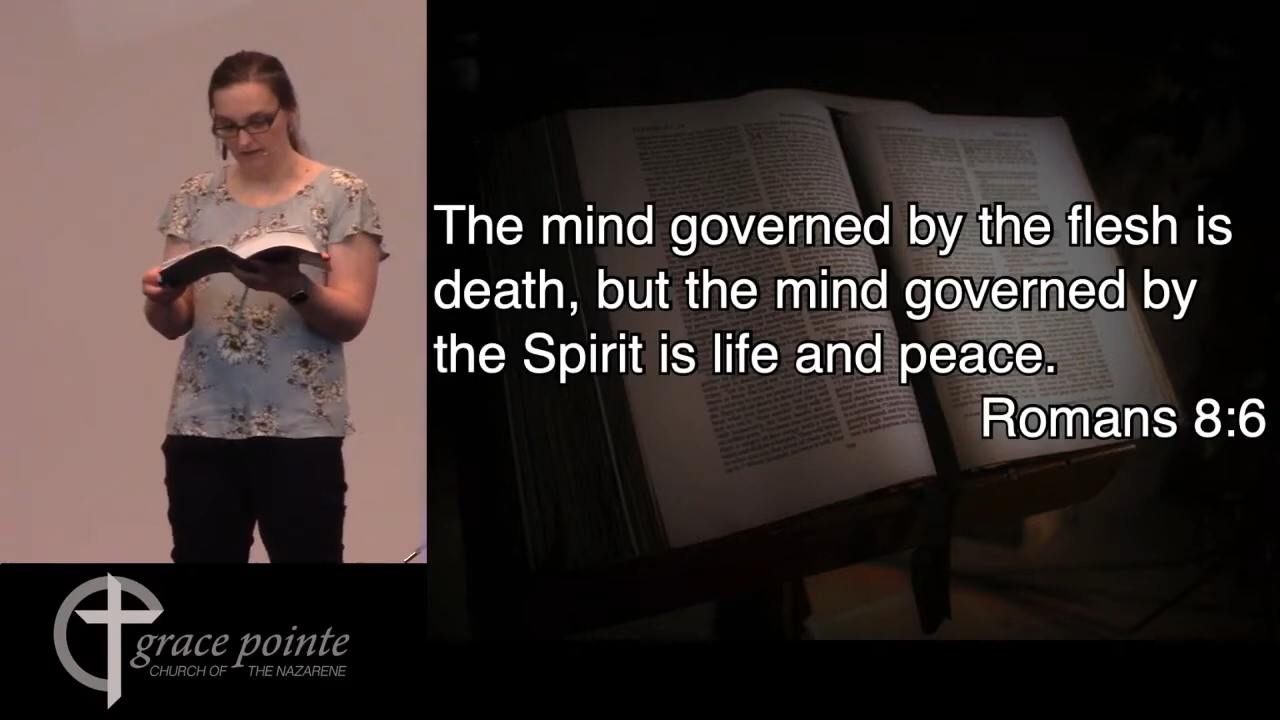 The mind governed by the flesh is
death, but the mind governed by
the Spirit is life and peace.
Romans 8:6
grace pointe
CHURCH OF THE NAZARENE